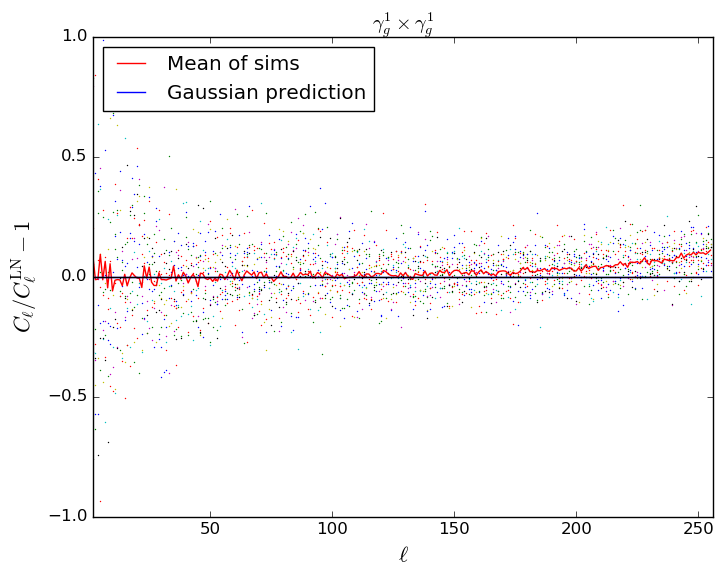 γ_g^1 × γ_g^1
Mean of sims
Gaussian prediction
1.0
0.5
0.0
−0.5
−1.0
C_ℓ/C_ℓ^LN − 1
50
100
150
200
250
ℓ